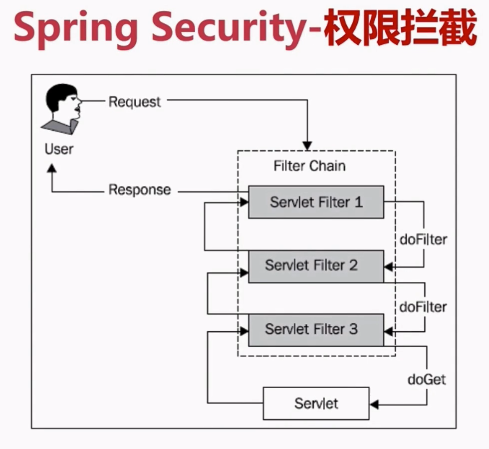 Spring Security-权限拦截
Request
User
Filter Chain
Response
Servlet Filter 1
doFilter
Servlet Filter 2
doFilter
Servlet Filter 3
doGet
Servlet